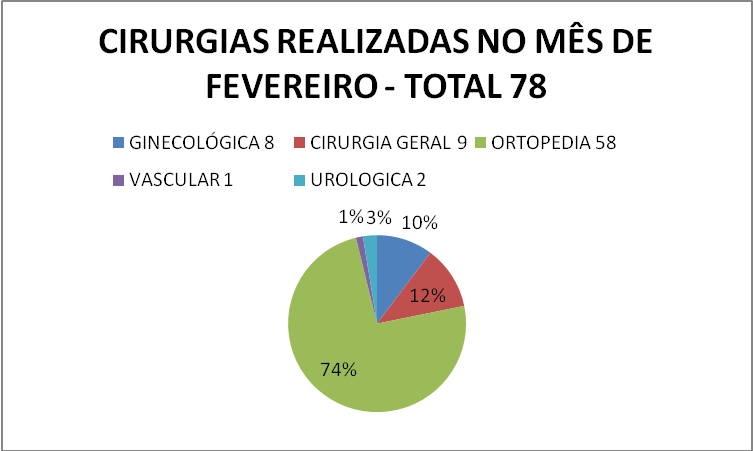 CIRURGIAS REALIZADAS NO MÊS DE
FEVEREIRO - TOTAL 78
GINECOLÓGICA 8 CIRURGIA GERAL 9 ORTOPEDIA 58
VASCULAR 1 UROLOGICA 2
1% 3% 10%
12%
74%